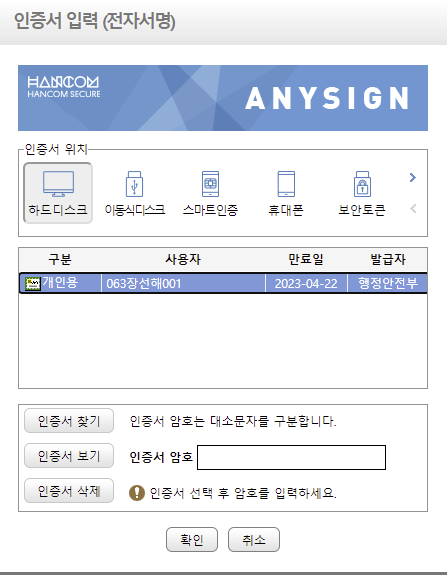 인증서 입력 (전자서명)
HANCOM
HANCOM SECURE
ANYSIGN
인증서 위치
하드디스크 이동식디스크 스마트인증 휴대폰 보안토큰
구분 사용자 만료일 발급자
개인용 063장선해001 2023-04-22 행정안전부
인증서 찾기 인증서 암호는 대소문자를 구분합니다.
인증서 보기 인증서 암호
인증서 삭제 인증서 선택 후 암호를 입력하세요.
확인 취소